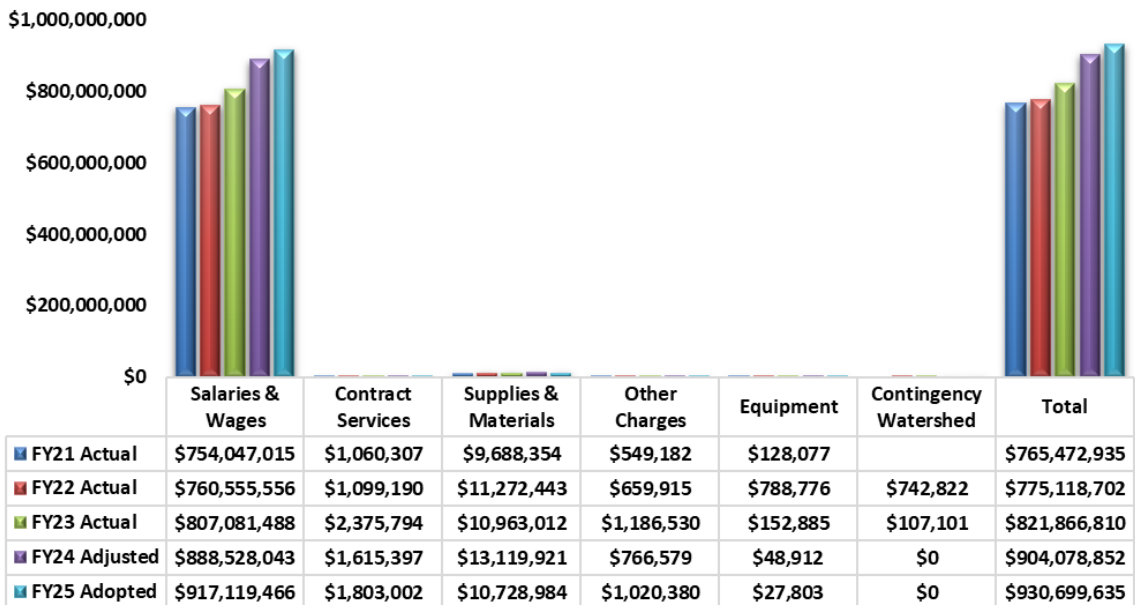 $1,000,000,000
$800,000,000
$600,000,000
$400,000,000
$200,000,000
$0
Salaries & Wages Contract Services Supplies & Materials Other Charges Equipment Contingency Watershed Total
FY21 Actual $754,047,015 $1,060,307 $9,688,354 $549,182 $128,077 $765,472,935
FY22 Actual $760,555,556 $1,099,190 $11,272,443 $659,915 $788,776 $742,822 $775,118,702
FY23 Actual $807,081,488 $2,375,794 $10,963,012 $1,186,530 $152,885 $107,101 $821,866,810
FY24 Adjusted $888,528,043 $1,615,397 $13,119,921 $766,579 $48,912 $0 $904,078,852
FY25 Adopted $917,119,466 $1,803,002 $10,728,984 $1,020,380 $27,803 $0 $930,699,635